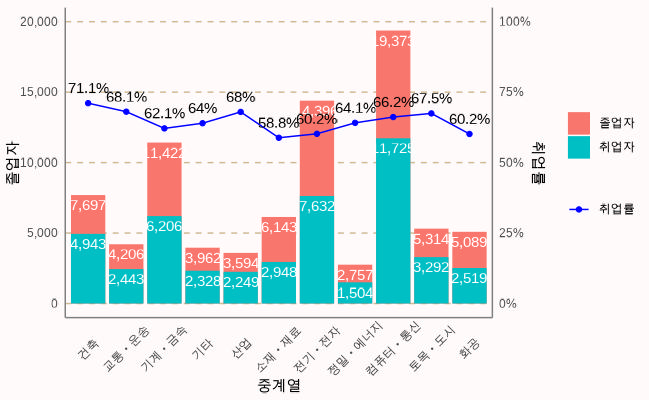 20,000
15,000
10,000
5,000
0
졸업자
100%
75%
50%
25%
0%
취업률
71.1%
68.1%
62.1%
64%
68%
58.8%
60.2%
64.1%
66.2%
67.5%
60.2%
7,697
4,206
11,422
3,962
3,594
6,143
14,396
2,757
19,373
5,314
5,089
4,943
2,443
6,206
2,328
2,249
2,948
7,632
1,504
11,725
3,292
2,519
건축
교통・운송
기계・금속
기타
산업
소재・재료
전기・전자
정밀・에너지
컴퓨터・통신
토목・도시
화공
중계열
졸업자
취업자
취업률